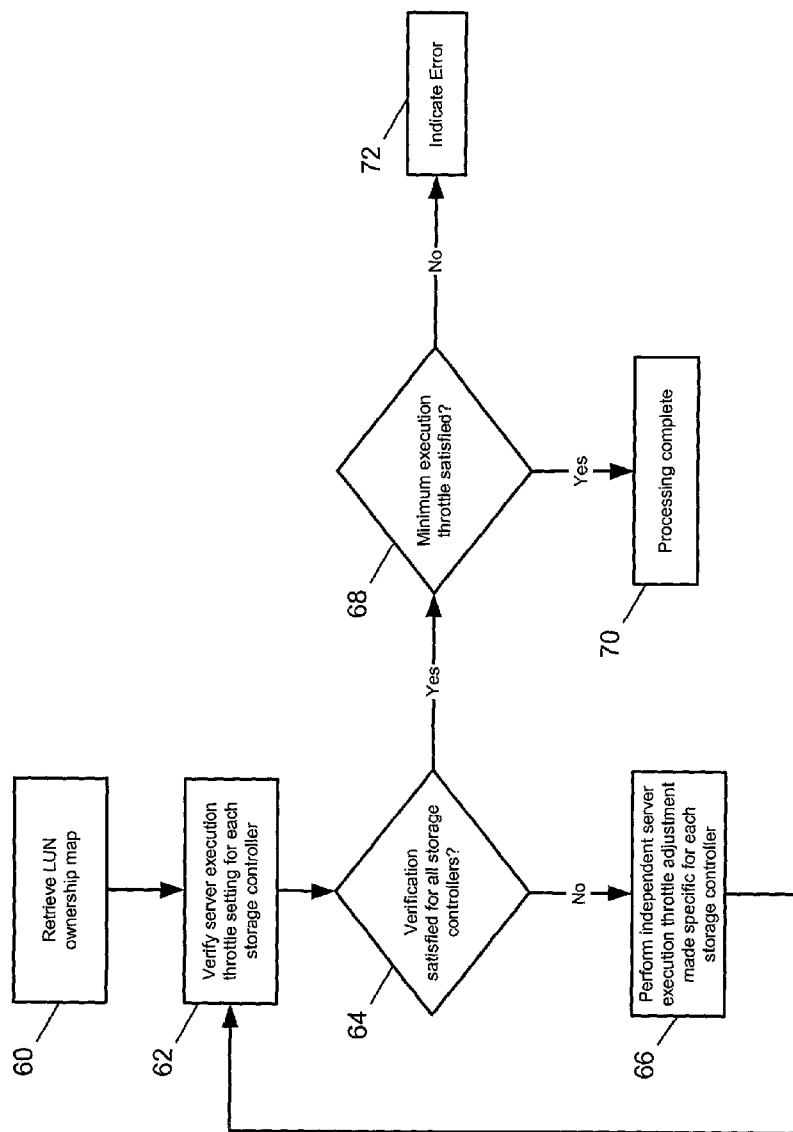 Retrieve LUN
ownership map
60
Verify server execution
throttle setting for each
storage controller
62
Verification
satisfied for all storage
controllers?
64
Yes
No
Perform independent server
execution throttle adjustment
made specific for each
storage controller
66
Minimum execution
throttle satisfied?
68
No
Yes
Processing complete
70
Indicate Error
72